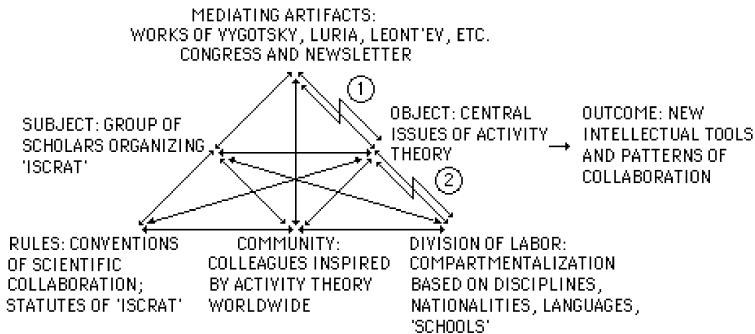 MEDIATING ARTIFACTS:
WORKS OF VYGOTSKY, LURIA, LEONT'EV, ETC.
CONGRESS AND NEWSLETTER
1
SUBJECT: GROUP OF
SCHOLARS ORGANIZING
'ISCRAT'
OBJECT: CENTRAL
ISSUES OF ACTIVITY
THEORY
OUTCOME: NEW
INTELLECTUAL TOOLS
AND PATTERNS OF
COLLABORATION
2
RULES: CONVENTIONS
OF SCIENTIFIC
COLLABORATION;
STATUTES OF 'ISCRAT'
COMMUNITY:
COLLEAGUES INSPIRED
BY ACTIVITY THEORY
WORLDWIDE
DIVISION OF LABOR:
COMPARTMENTALIZATION
BASED ON DISCIPLINES,
NATIONALITIES, LANGUAGES,
'SCHOOLS'